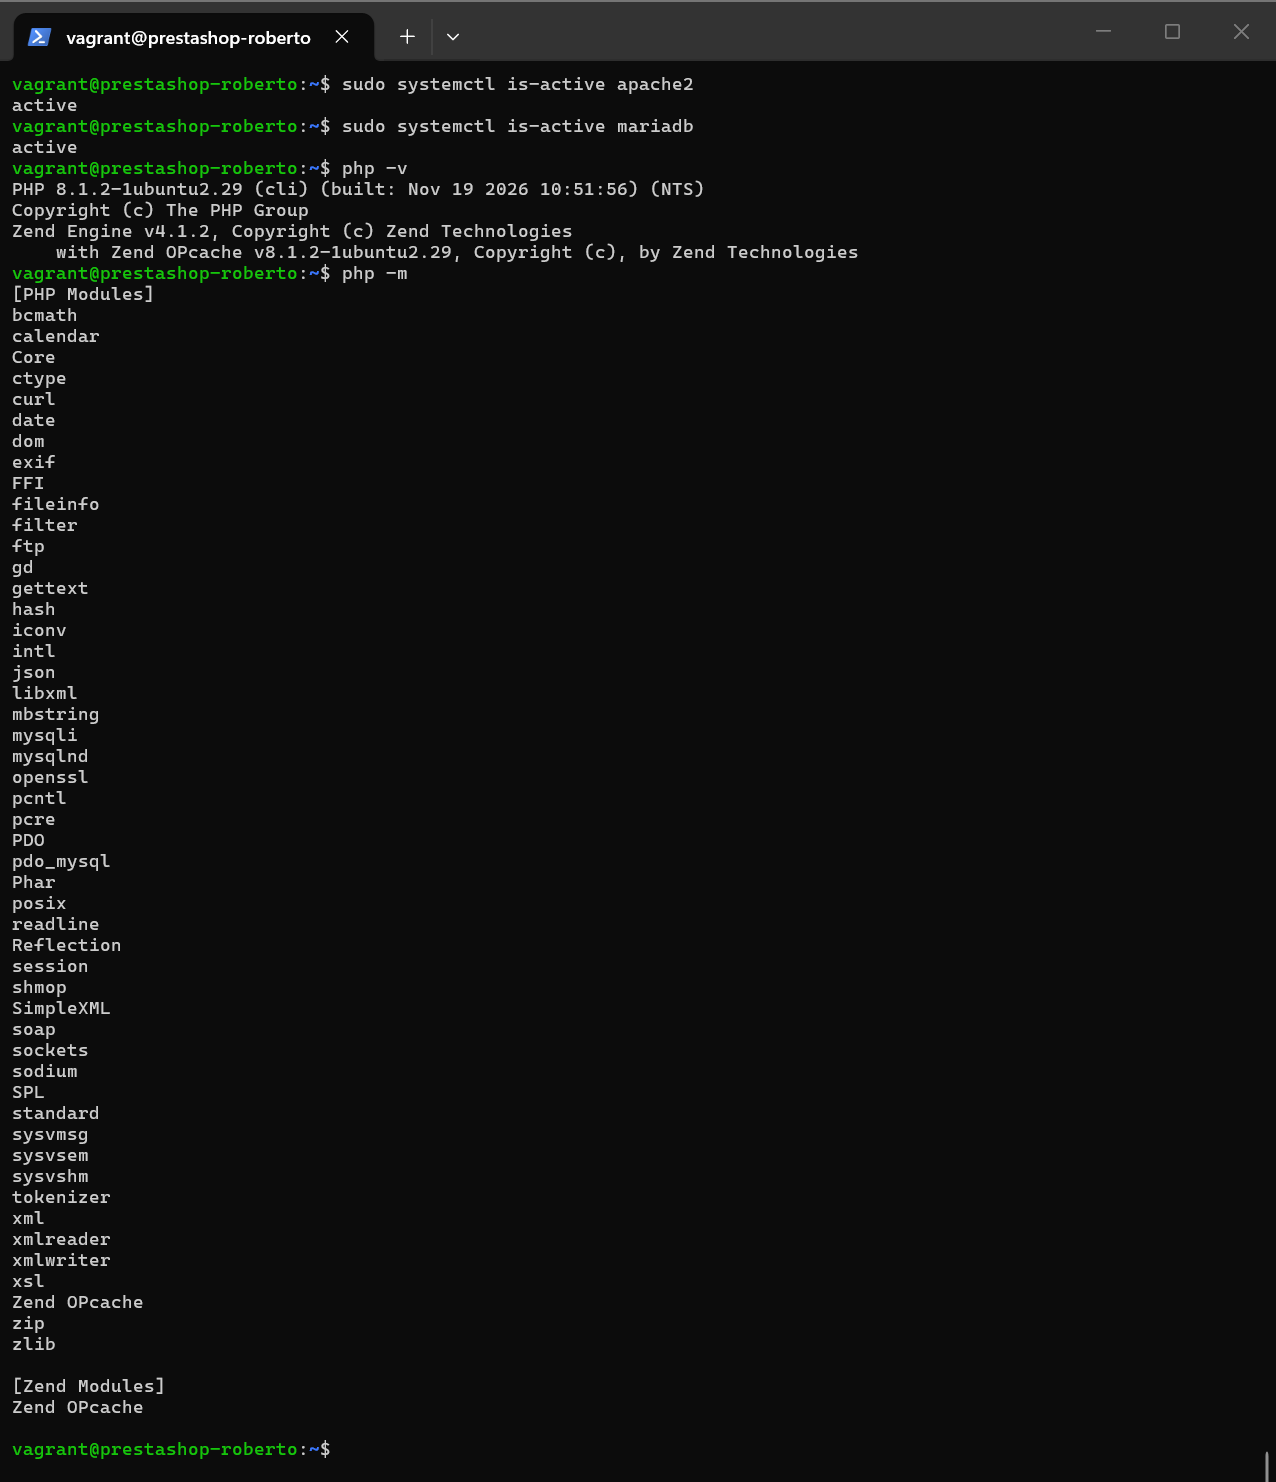 vagrant@prestashop-roberto
vagrant@prestashop-roberto:~$ sudo systemctl is-active apache2
active
vagrant@prestashop-roberto:~$ sudo systemctl is-active mariadb
active
vagrant@prestashop-roberto:~$ php -v
PHP 8.1.2-1ubuntu2.29 (cli) (built: Nov 19 2026 10:51:56) (NTS)
Copyright (c) The PHP Group
Zend Engine v4.1.2, Copyright (c) Zend Technologies
    with Zend OPcache v8.1.2-1ubuntu2.29, Copyright (c), by Zend Technologies
vagrant@prestashop-roberto:~$ php -m
[PHP Modules]
bcmath
calendar
Core
ctype
curl
date
dom
exif
FFI
fileinfo
filter
ftp
gd
gettext
hash
iconv
intl
json
libxml
mbstring
mysqli
mysqlnd
openssl
pcntl
pcre
PDO
pdo_mysql
Phar
posix
readline
Reflection
session
shmop
SimpleXML
soap
sockets
sodium
SPL
standard
sysvmsg
sysvsem
sysvshm
tokenizer
xml
xmlreader
xmlwriter
xsl
Zend OPcache
zip
zlib
[Zend Modules]
Zend OPcache
vagrant@prestashop-roberto:~$